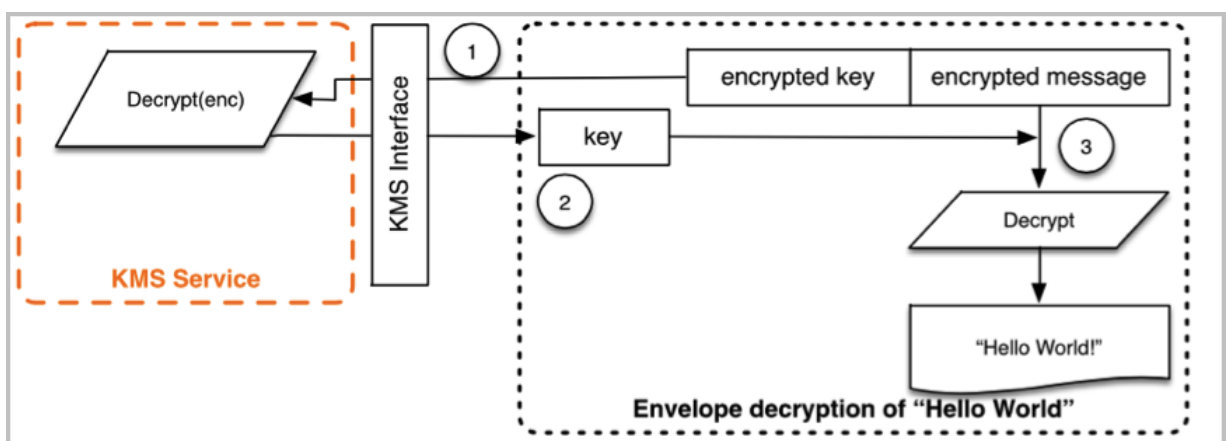 1
encrypted key
encrypted message
Decrypt(enc)
KMS Interface
key
3
2
Decrypt
KMS Service
“Hello World!”
Envelope decryption of “Hello World”